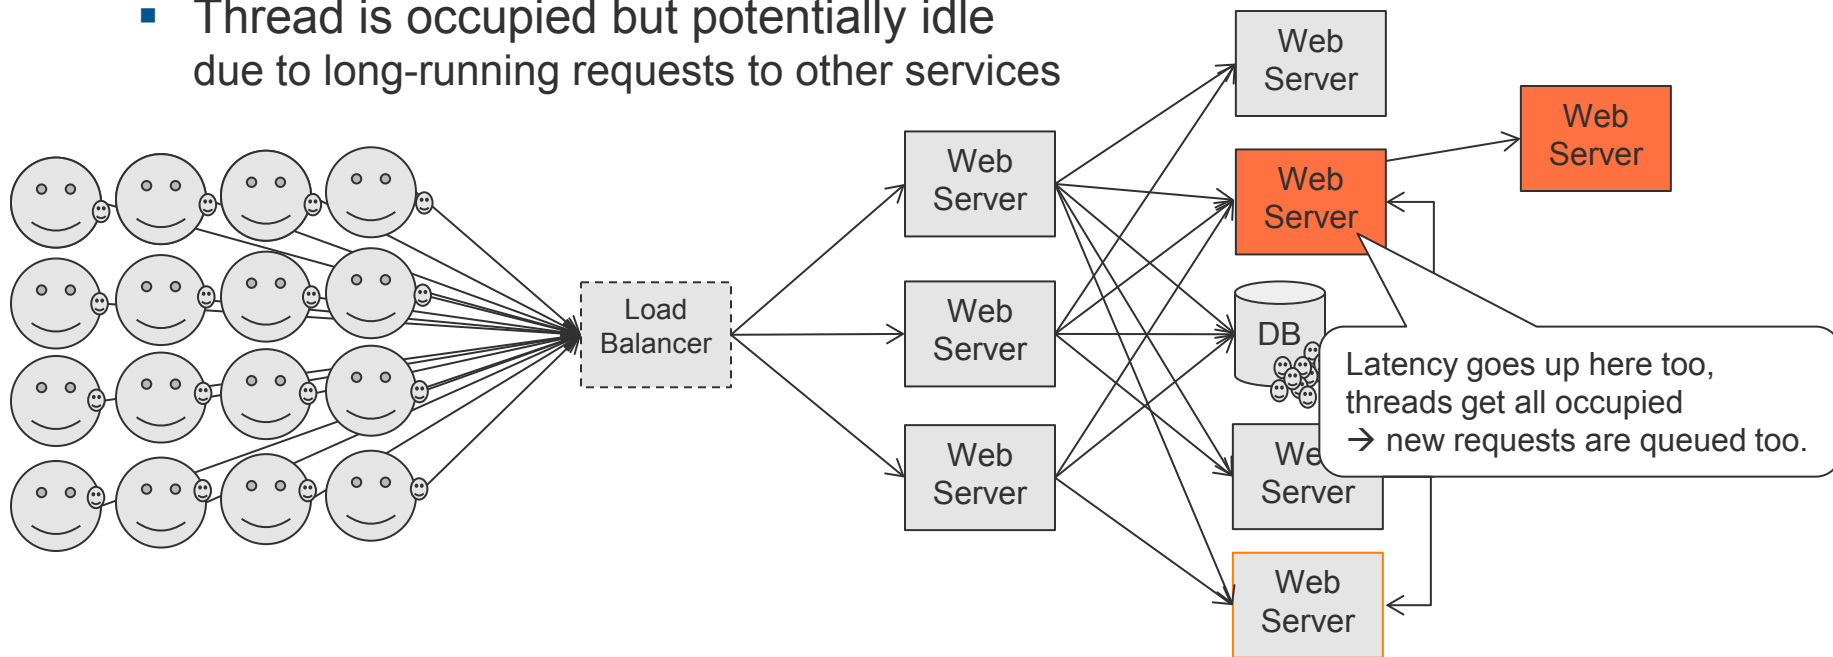 ▪ Thread is occupied but potentially idle
due to long-running requests to other services
Web
Server
Web
Server
Web
Server
Web
Server
Load
Balancer
Web
Server
DB
Latency goes up here too,
threads get all occupied
→ new requests are queued too.
Web
Server
We
Server
Web
Server